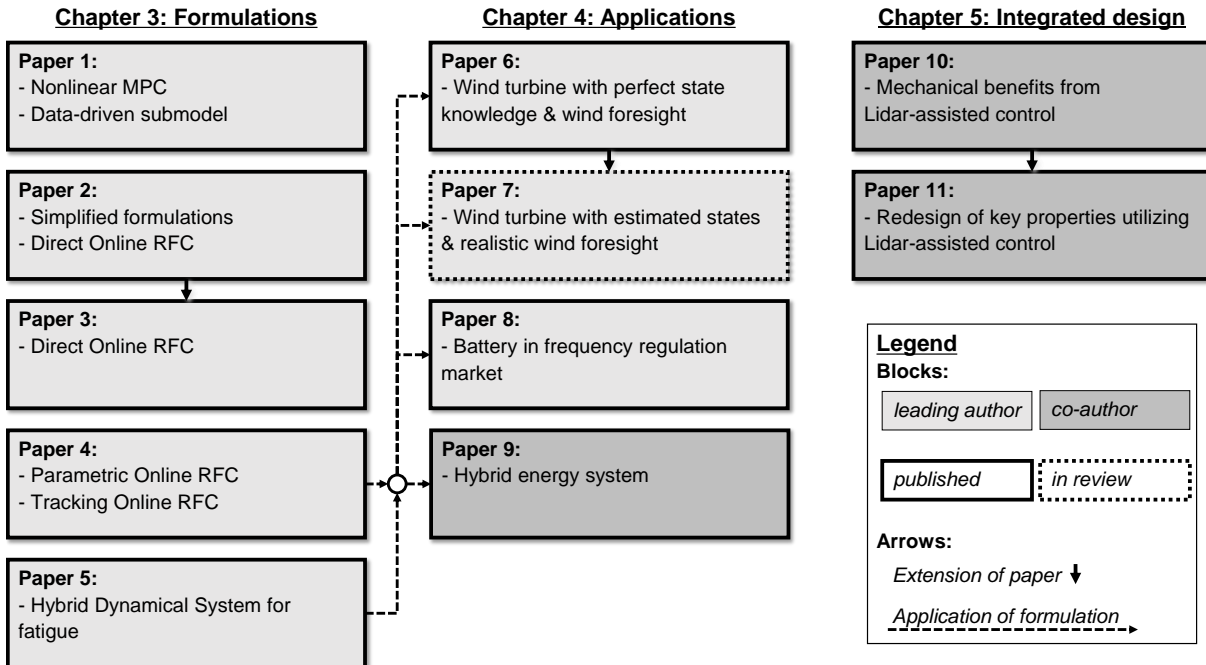 Chapter 3: Formulations
Paper 1:
- Nonlinear MPC
- Data-driven submodel
Paper 2:
- Simplified formulations
- Direct Online RFC
Paper 3:
- Direct Online RFC
Paper 4:
- Parametric Online RFC
- Tracking Online RFC
Paper 5:
- Hybrid Dynamical System for
fatigue
Chapter 4: Applications
Paper 6:
- Wind turbine with perfect state
knowledge & wind foresight
Paper 7:
- Wind turbine with estimated states
& realistic wind foresight
Paper 8:
- Battery in frequency regulation
market
Paper 9:
- Hybrid energy system
Chapter 5: Integrated design
Paper 10:
- Mechanical benefits from
Lidar-assisted control
Paper 11:
- Redesign of key properties utilizing
Lidar-assisted control
Legend
Blocks:
leading author
co-author
published
in review
Arrows:
Extension of paper
Application of formulation